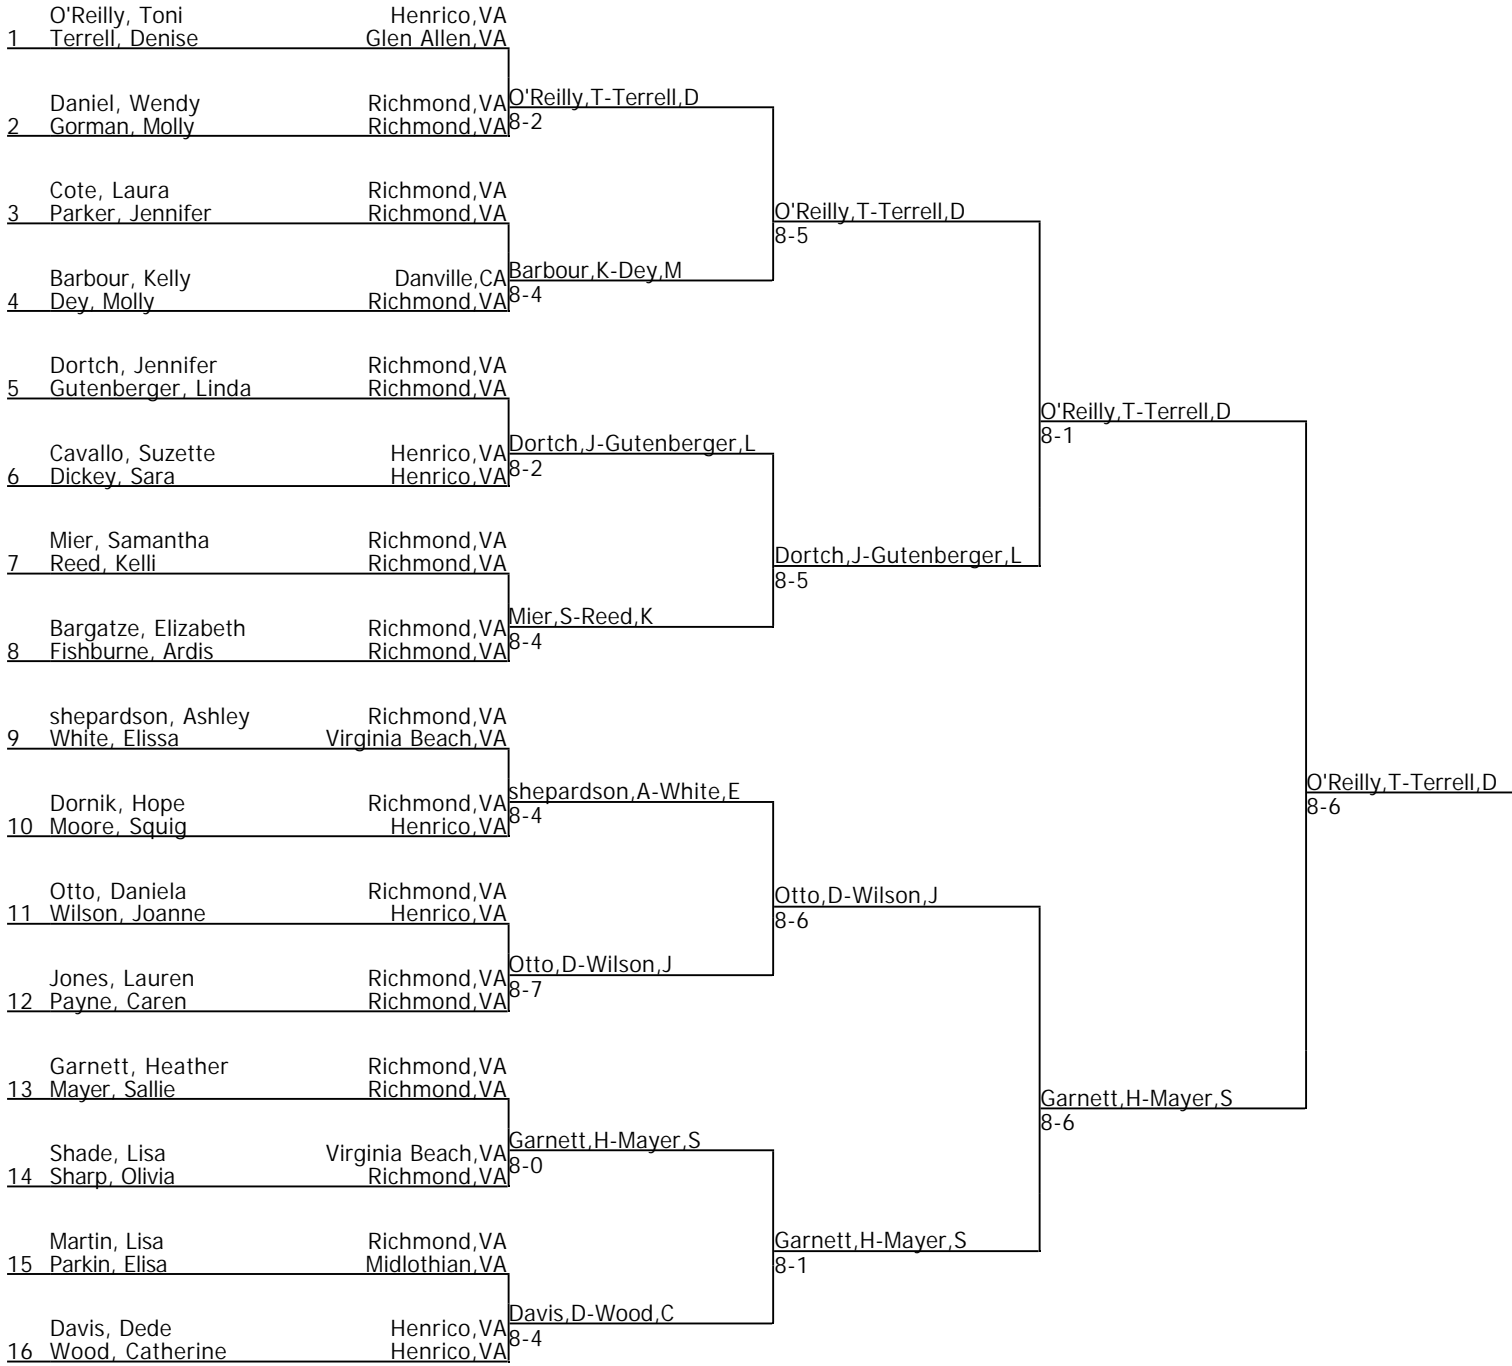 O'Reilly, Toni Henrico,VA
1 Terrell, Denise Glen Allen,VA
Daniel, Wendy Richmond,VA
2 Gorman, Molly Richmond,VA
Cote, Laura Richmond,VA
3 Parker, Jennifer Richmond,VA
Barbour, Kelly Danville,CA
4 Dey, Molly Richmond,VA
Dortch, Jennifer Richmond,VA
5 Gutenberger, Linda Richmond,VA
Cavallo, Suzette Henrico,VA
6 Dickey, Sara Henrico,VA
Mier, Samantha Richmond,VA
7 Reed, Kelli Richmond,VA
Bargatze, Elizabeth Richmond,VA
8 Fishburne, Ardis Richmond,VA
shepardson, Ashley Richmond,VA
9 White, Elissa Virginia Beach,VA
Dornik, Hope Richmond,VA
10 Moore, Squig Henrico,VA
Otto, Daniela Richmond,VA
11 Wilson, Joanne Henrico,VA
Jones, Lauren Richmond,VA
12 Payne, Caren Richmond,VA
Garnett, Heather Richmond,VA
13 Mayer, Sallie Richmond,VA
Shade, Lisa Virginia Beach,VA
14 Sharp, Olivia Richmond,VA
Martin, Lisa Richmond,VA
15 Parkin, Elisa Midlothian,VA
Davis, Dede Henrico,VA
16 Wood, Catherine Henrico,VA
O'Reilly,T-Terrell,D
8-2
Barbour,K-Dey,M
8-4
Dortch,J-Gutenberger,L
8-2
Mier,S-Reed,K
8-4
shepardson,A-White,E
8-4
Otto,D-Wilson,J
8-7
Garnett,H-Mayer,S
8-0
Davis,D-Wood,C
8-4
O'Reilly,T-Terrell,D
8-5
Dortch,J-Gutenberger,L
8-5
Otto,D-Wilson,J
8-6
Garnett,H-Mayer,S
8-1
O'Reilly,T-Terrell,D
8-1
Garnett,H-Mayer,S
8-6
O'Reilly,T-Terrell,D
8-6